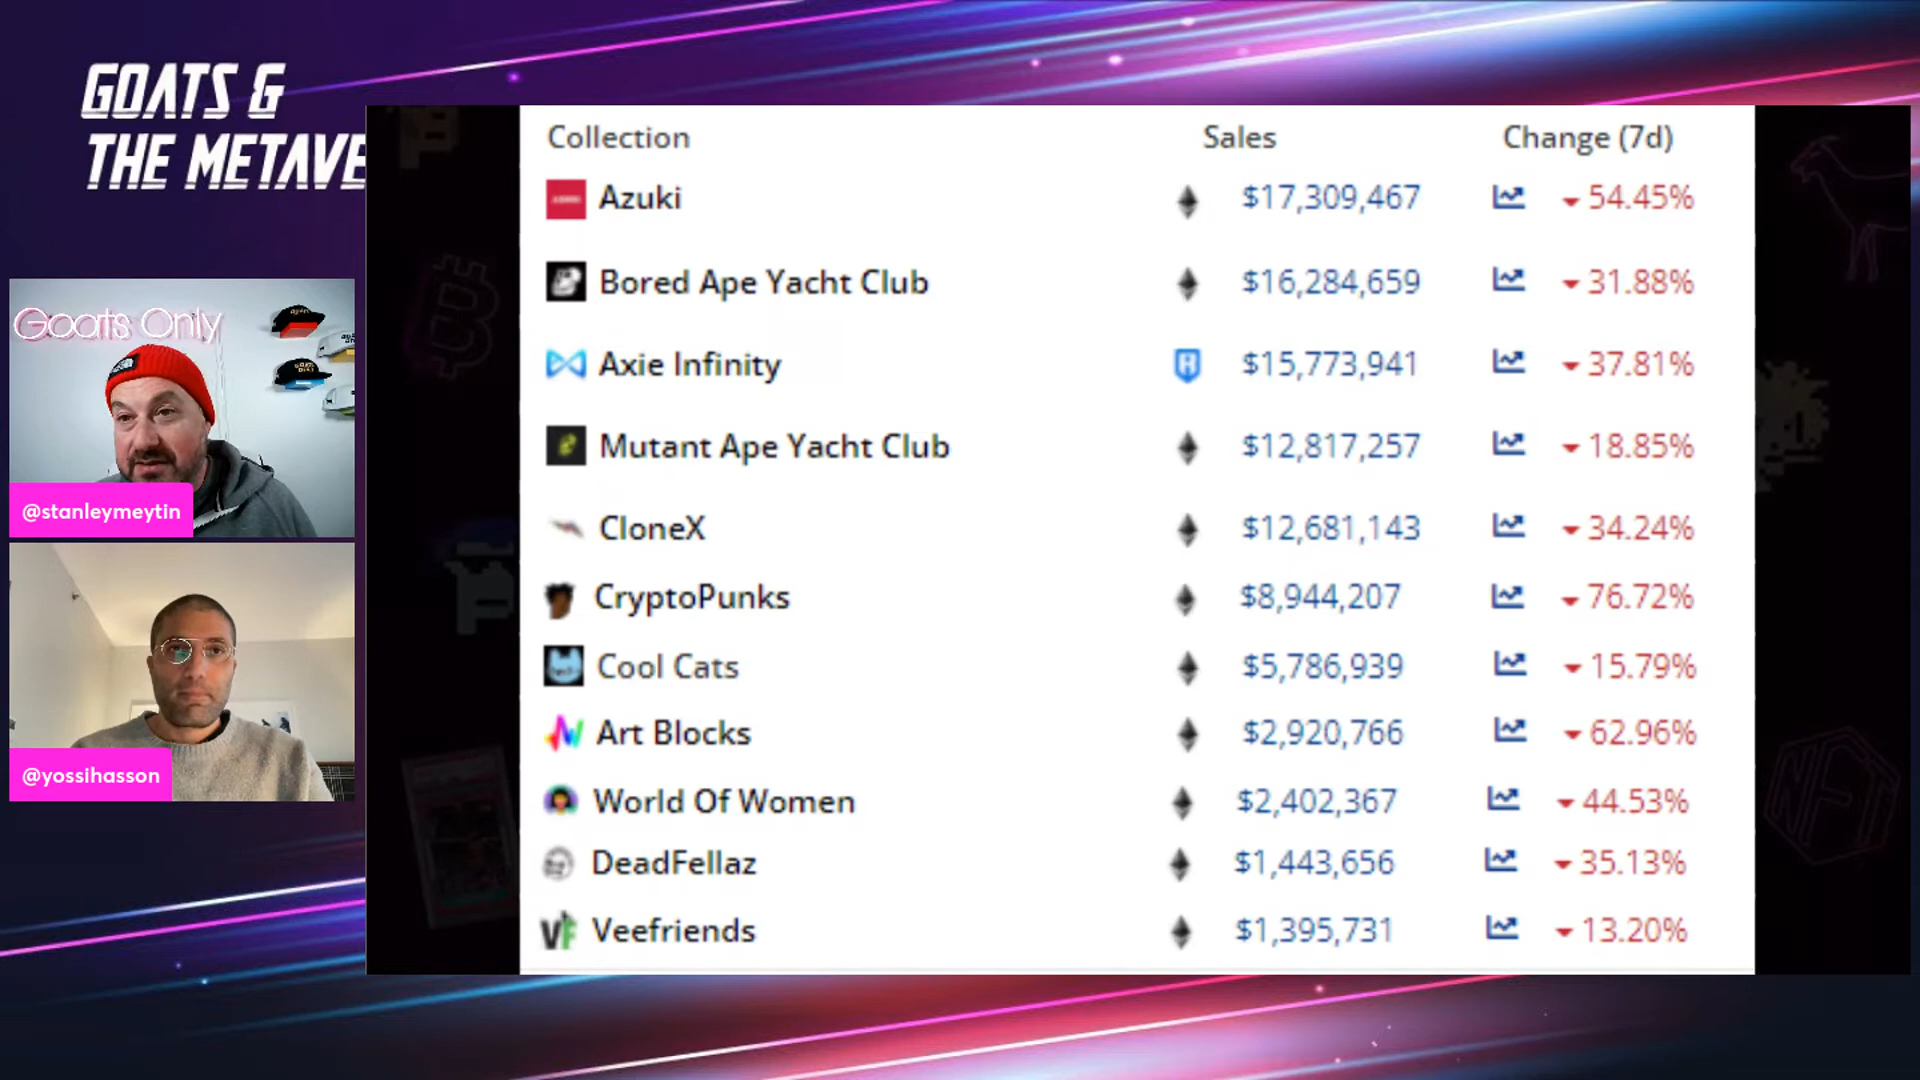 GOATS &
THE METAVE
Collection Sales Change (7d)
Azuki $17,309,467 54.45%
Bored Ape Yacht Club $16,284,659 31.88%
Axie Infinity $15,773,941 37.81%
Mutant Ape Yacht Club $12,817,257 18.85%
CloneX $12,681,143 34.24%
CryptoPunks $8,944,207 76.72%
Cool Cats $5,786,939 15.79%
Art Blocks $2,920,766 62.96%
World Of Women $2,402,367 44.53%
DeadFellaz $1,443,656 35.13%
VF Veefriends $1,395,731 13.20%
Goats Only
@stanleymeytin
@yossihasson
NFT